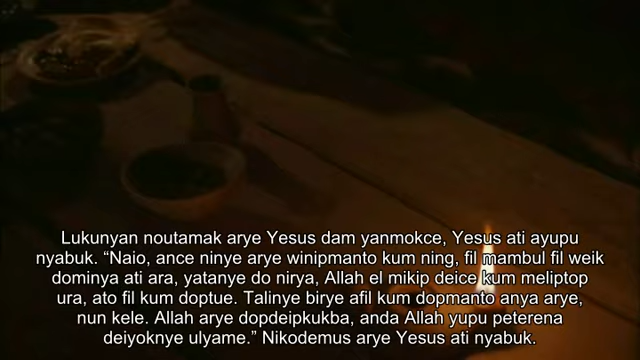 Lukunyan noutamak arye Yesus dam yanmokce, Yesus ati ayupu
nyabuk. “Naio, ance ninye arye winipmanto kum ning, fil mambul fil weik
dominya ati ara, yatanye do nirya, Allah el mikip deice kum meliptop
ura, ato fil kum doptue. Talinye birye afil kum dopmanto anya arye,
nun kele. Allah arye dopdeipkukba, anda Allah yupu peterena
deiyoknye ulyame.” Nikodemus arye Yesus ati nyabuk.